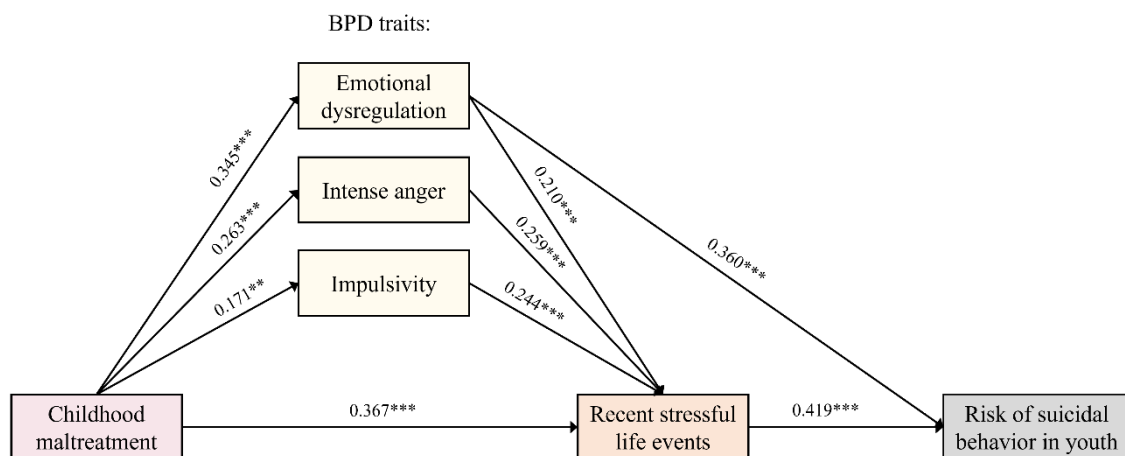 BPD traits:
Emotional
dysregulation
0.345***
Intense anger
0.210***
0.263***
0.259***
0.360***
Impulsivity
0.171**
0.244***
Childhood
maltreatment
0.367***
Recent stressful
life events
0.419***
Risk of suicidal
behavior in youth